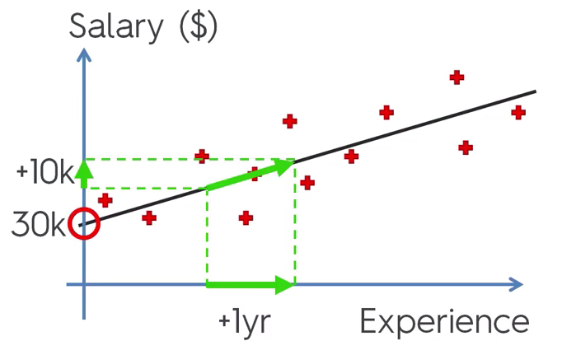 Salary ($)
+10k
30k
+1yr
Experience